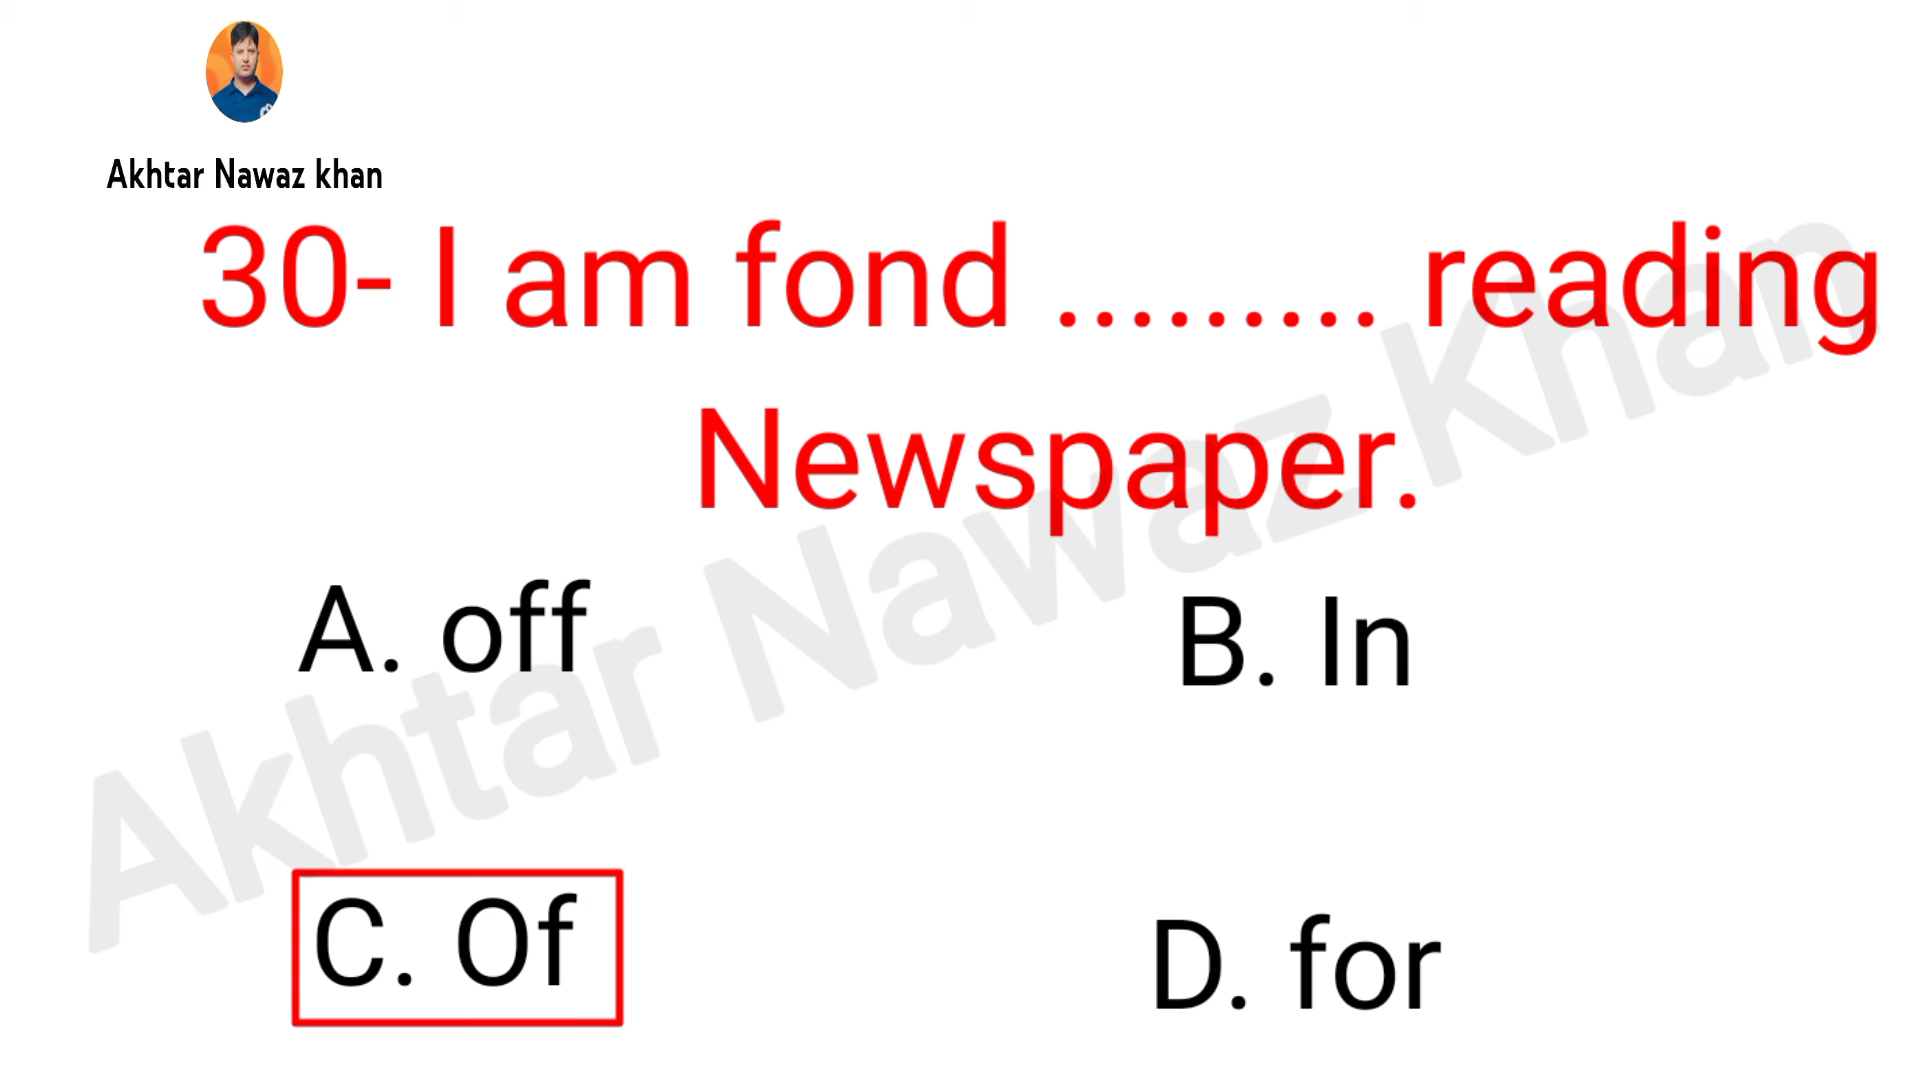 Akhtar Nawaz khan
30- I am fond ......... reading
Newspaper.
A. off
B. In
C. Of
D. for
Akhtar Nawaz Khan